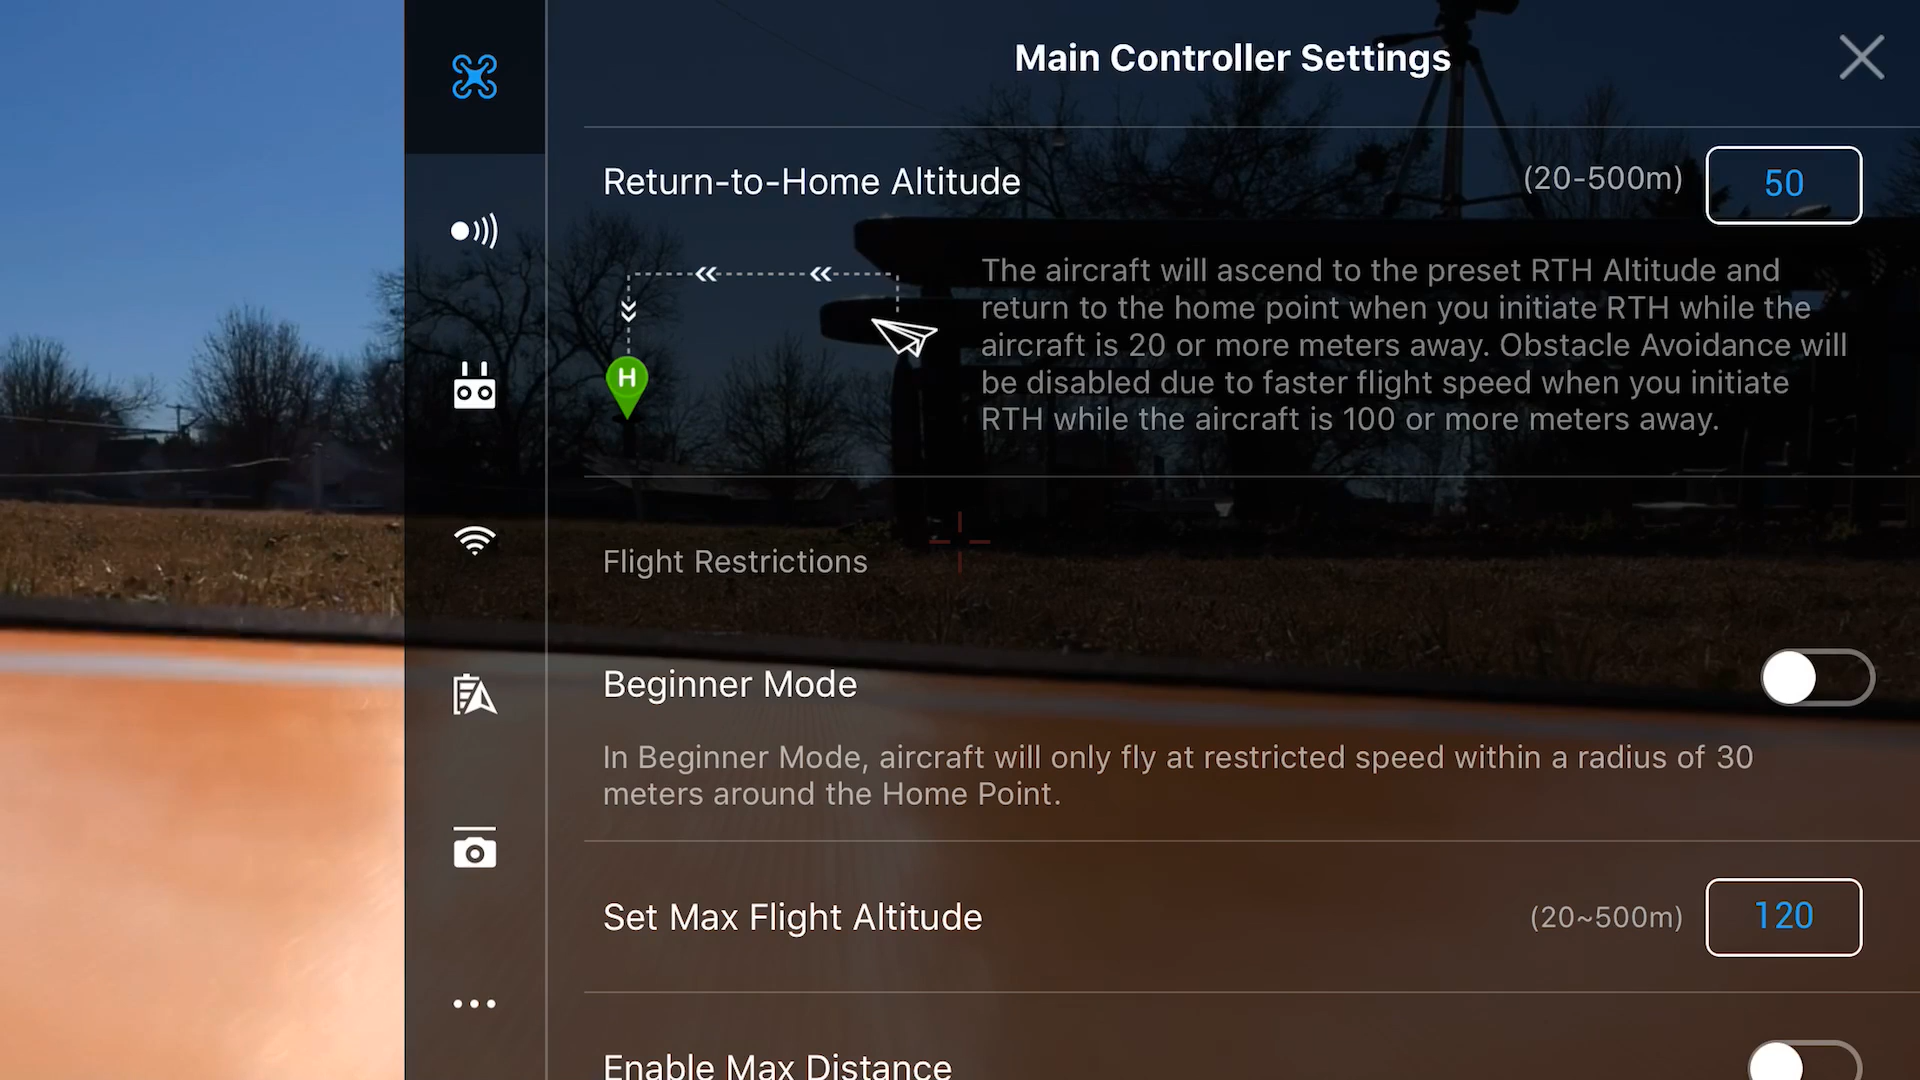 Main Controller Settings
Return-to-Home Altitude
(20-500m)
50
The aircraft will ascend to the preset RTH Altitude and
return to the home point when you initiate RTH while the
aircraft is 20 or more meters away. Obstacle Avoidance will
be disabled due to faster flight speed when you initiate
RTH while the aircraft is 100 or more meters away.
H
Flight Restrictions
Beginner Mode
In Beginner Mode, aircraft will only fly at restricted speed within a radius of 30
meters around the Home Point.
Set Max Flight Altitude
(20~500m)
120
Enable Max Distance